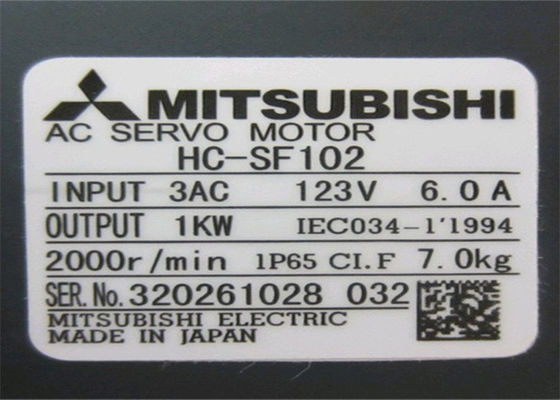 MITSUBISHI
AC SERVO MOTOR
HC-SF102
INPUT 3AC 123V 6.0A
OUTPUT 1KW IEC034-1'1994
2000r/min IP65 CI.F 7.0kg
SER.No.320261028 032
MITSUBISHI ELECTRIC
MADE IN JAPAN